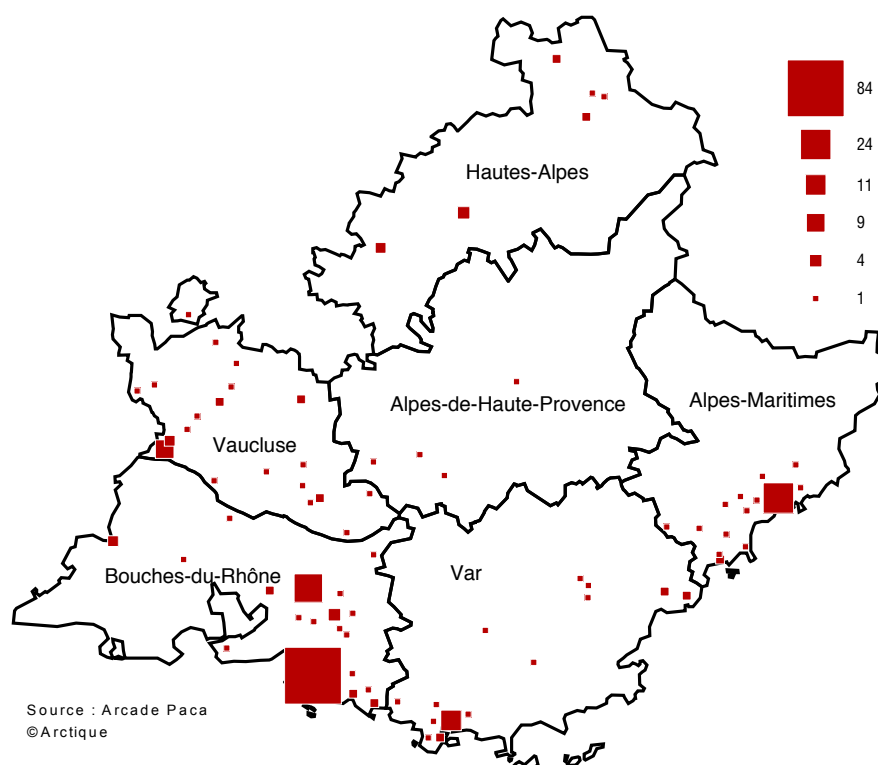 84
24
Hautes-Alpes
11
9
4
1
Alpes-de-Haute-Provence
Alpes-Maritimes
Vaucluse
Bouches-du-Rhône
Var
Source : Arcade Paca
©Arctique